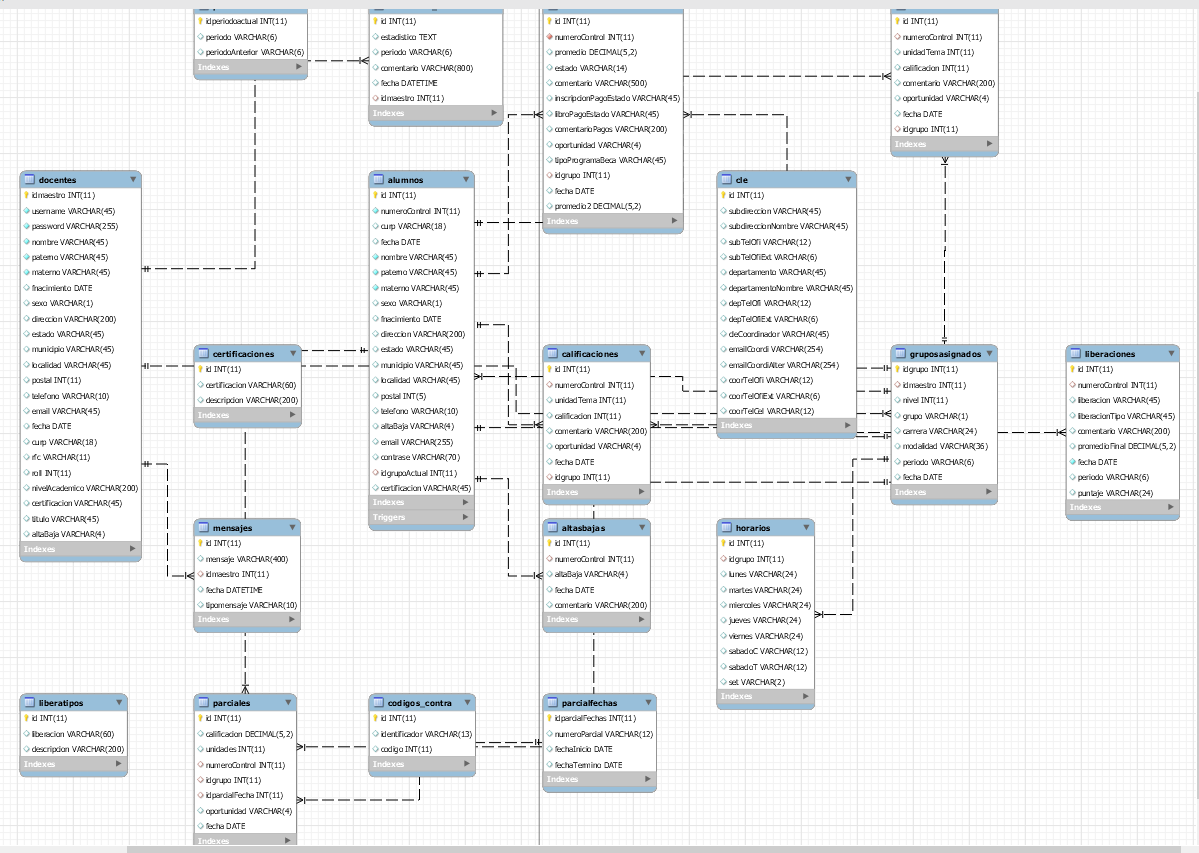 idperiodoactual INT(11)
periodo VARCHAR(6)
periodoAnterior VARCHAR(6)
Indexes
id INT(11)
estadistico TEXT
periodo VARCHAR(6)
comentario VARCHAR(800)
fecha DATETIME
idmaestro INT(11)
Indexes
id INT(11)
numeroControl INT(11)
promedio DECIMAL(5,2)
estado VARCHAR(14)
comentario VARCHAR(500)
inscripcionPagoEstado VARCHAR(45)
libroPagoEstado VARCHAR(45)
comentarioPagos VARCHAR(200)
oportunidad VARCHAR(4)
tipoProgramaBeca VARCHAR(45)
idgrupo INT(11)
fecha DATE
promedio2 DECIMAL(5,2)
Indexes
id INT(11)
numeroControl INT(11)
unidadTema INT(11)
calificacion INT(11)
comentario VARCHAR(200)
oportunidad VARCHAR(4)
fecha DATE
idgrupo INT(11)
Indexes
docentes
idmaestro INT(11)
username VARCHAR(45)
password VARCHAR(255)
nombre VARCHAR(45)
paterno VARCHAR(45)
materno VARCHAR(45)
fnacimiento DATE
sexo VARCHAR(1)
direccion VARCHAR(200)
estado VARCHAR(45)
municipio VARCHAR(45)
localidad VARCHAR(45)
postal INT(11)
telefono VARCHAR(10)
email VARCHAR(45)
fecha DATE
curp VARCHAR(18)
rfc VARCHAR(11)
roll INT(11)
nivelAcademico VARCHAR(200)
certificacion VARCHAR(45)
titulo VARCHAR(45)
altaBaja VARCHAR(4)
Indexes
alumnos
id INT(11)
numeroControl INT(11)
curp VARCHAR(18)
fecha DATE
nombre VARCHAR(45)
paterno VARCHAR(45)
materno VARCHAR(45)
sexo VARCHAR(1)
fnacimiento DATE
direccion VARCHAR(200)
estado VARCHAR(45)
municipio VARCHAR(45)
localidad VARCHAR(45)
postal INT(5)
telefono VARCHAR(10)
altaBaja VARCHAR(4)
email VARCHAR(255)
contrase VARCHAR(70)
idgrupoActual INT(11)
certificacion VARCHAR(45)
Indexes
Triggers
cle
id INT(11)
subdireccion VARCHAR(45)
subdireccionNombre VARCHAR(45)
subTelOfi VARCHAR(12)
subTelOfiExt VARCHAR(6)
departamento VARCHAR(45)
departamentoNombre VARCHAR(45)
depTelOfi VARCHAR(12)
depTelOfiExt VARCHAR(6)
cleCoordinador VARCHAR(45)
emailCoordi VARCHAR(254)
emailCoordiAlter VARCHAR(254)
coorTelOfi VARCHAR(12)
coorTelOfiExt VARCHAR(6)
coorTelCel VARCHAR(12)
Indexes
certificaciones
id INT(11)
certificacion VARCHAR(60)
descripcion VARCHAR(200)
Indexes
calificaciones
id INT(11)
numeroControl INT(11)
unidadTema INT(11)
calificacion INT(11)
comentario VARCHAR(200)
oportunidad VARCHAR(4)
fecha DATE
idgrupo INT(11)
Indexes
gruposasignados
idgrupo INT(11)
idmaestro INT(11)
nivel INT(11)
grupo VARCHAR(1)
carrera VARCHAR(24)
modalidad VARCHAR(36)
periodo VARCHAR(6)
fecha DATE
Indexes
liberaciones
id INT(11)
numeroControl INT(11)
liberacion VARCHAR(45)
liberacionTipo VARCHAR(45)
comentario VARCHAR(200)
promedioFinal DECIMAL(5,2)
fecha DATE
periodo VARCHAR(6)
puntaje VARCHAR(24)
Indexes
mensajes
id INT(11)
mensaje VARCHAR(400)
idmaestro INT(11)
fecha DATETIME
tipomensaje VARCHAR(10)
Indexes
altasbajas
id INT(11)
numeroControl INT(11)
altaBaja VARCHAR(4)
fecha DATE
comentario VARCHAR(200)
Indexes
horarios
id INT(11)
idgrupo INT(11)
lunes VARCHAR(24)
martes VARCHAR(24)
miercoles VARCHAR(24)
jueves VARCHAR(24)
viernes VARCHAR(24)
sabadoC VARCHAR(12)
sabadoT VARCHAR(12)
set VARCHAR(2)
Indexes
liberatipos
id INT(11)
liberacion VARCHAR(60)
descripcion VARCHAR(200)
Indexes
parciales
id INT(11)
calificacion DECIMAL(5,2)
unidades INT(11)
numeroControl INT(11)
idgrupo INT(11)
idparcialFecha INT(11)
oportunidad VARCHAR(4)
fecha DATE
Indexes
codigos_contra
id INT(11)
identificador VARCHAR(13)
codigo INT(11)
Indexes
parcialfechas
idparcialFechas INT(11)
numeroParcial VARCHAR(12)
fechaInicio DATE
fechaTermino DATE
Indexes